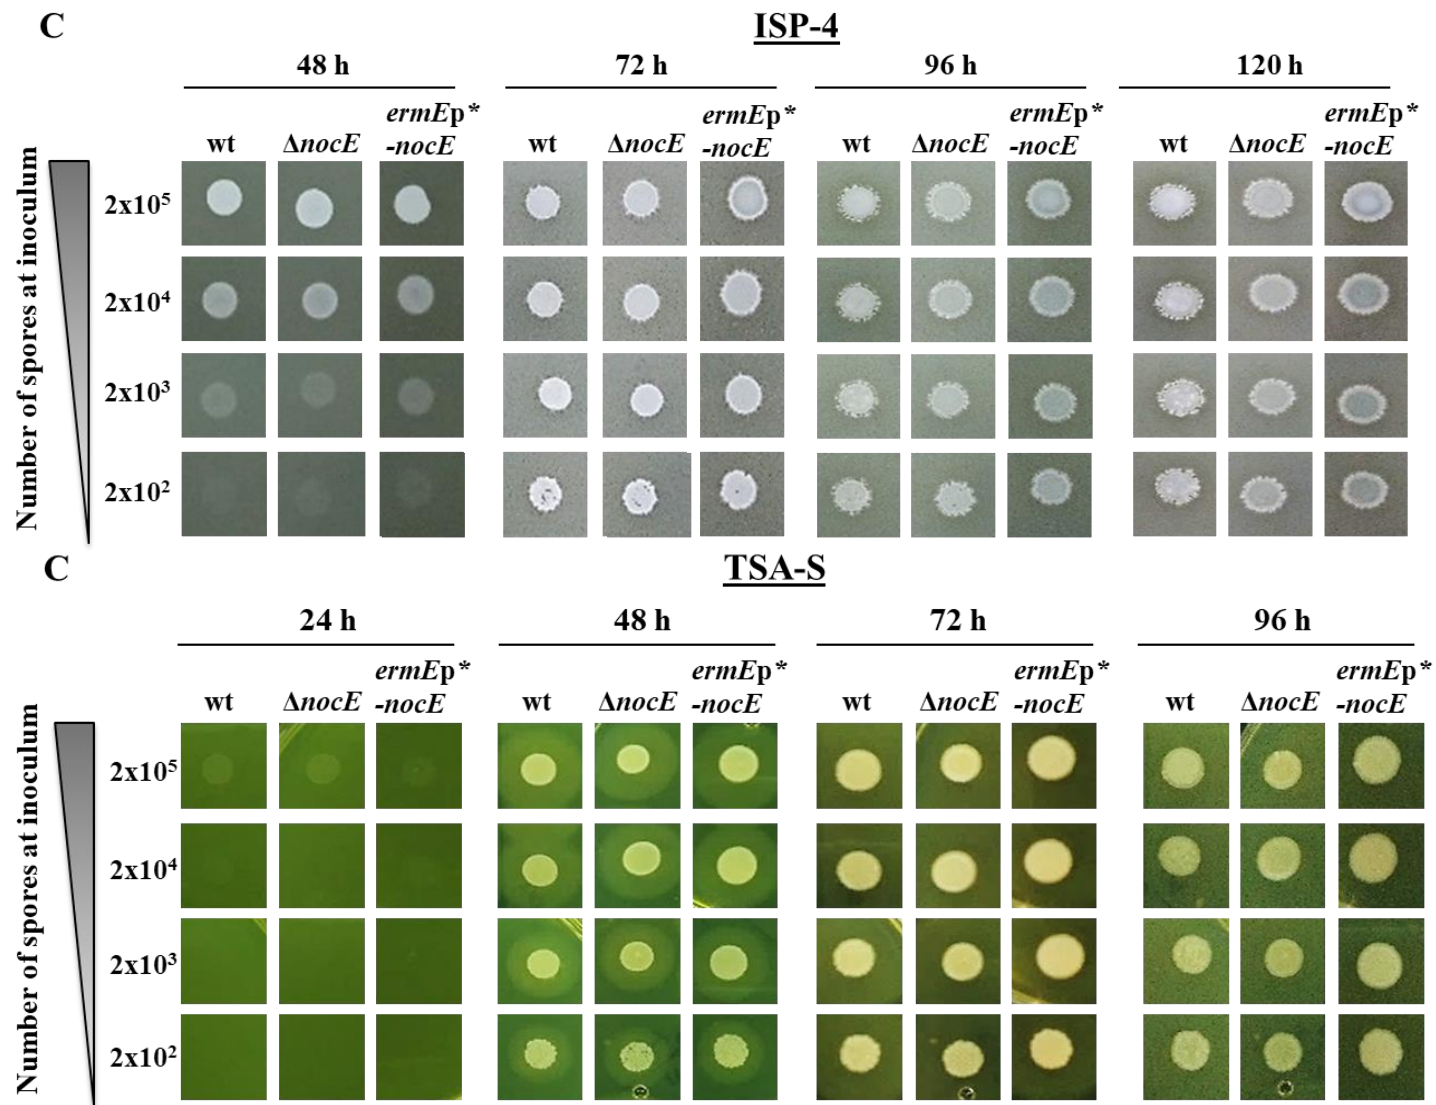 C
ISP-4
48 h 72 h 96 h 120 h
wt ΔnocE ermEp* -nocE wt ΔnocE ermEp* -nocE wt ΔnocE ermEp* -nocE wt ΔnocE ermEp* -nocE
Number of spores at inoculum
2x10⁵
2x10⁴
2x10³
2x10²
C
TSA-S
24 h 48 h 72 h 96 h
wt ΔnocE ermEp* -nocE wt ΔnocE ermEp* -nocE wt ΔnocE ermEp* -nocE wt ΔnocE ermEp* -nocE
Number of spores at inoculum
2x10⁵
2x10⁴
2x10³
2x10²